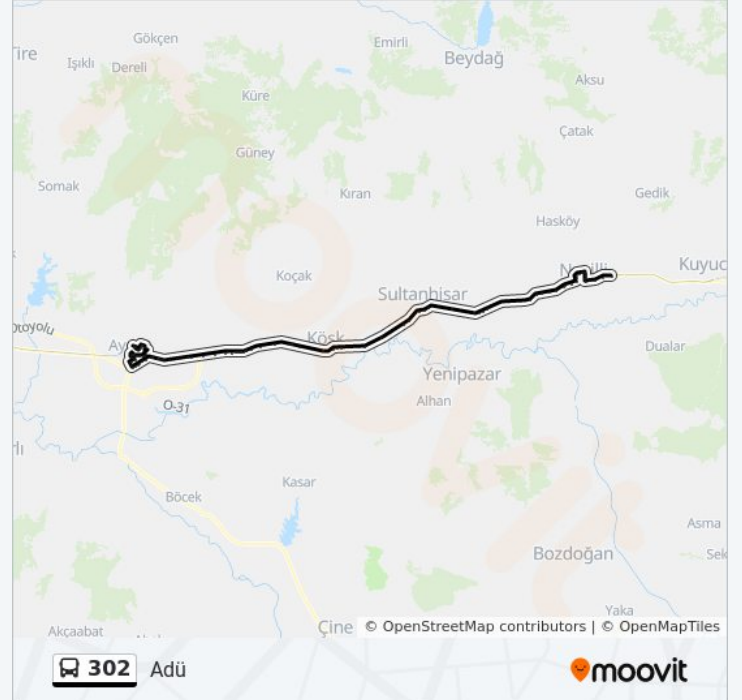 Gökçen
Emirli
Tire
Işıklı
Dereli
Beydağ
Aksu
Küre
Çatak
Güney
Somak
Kıran
Gedik
Hasköy
Koçak
Kuyuc
Sultanhisar
Otoyolu
Köşk
Dualar
Yenipazar
Alhan
O-31
Kasar
Böcek
Asma
Bozdoğan
Sek
Yaka
Akçaabat
Çine
© OpenStreetMap contributors | © OpenMapTiles
302 Adü
moovit